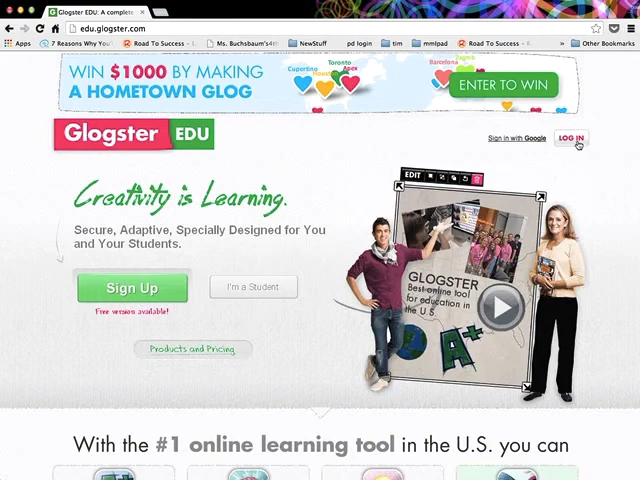 Glogster EDU: A complete
edu.glogster.com
Apps
7 Reasons Why You'
Road To Success – L
Ms. Buchsbaum's 4th
NewStuff
pd login
tim
mmlpad
Road To Success – R
Other Bookmarks
WIN $1000 BY MAKING
A HOMETOWN GLOG
Cupertino
Toronto
Apex
Barcelona
ENTER TO WIN
Glogster EDU
Sign in with Google
LOG IN
Creativity is Learning.
Secure, Adaptive, Specially Designed for You
and Your Students.
Sign Up
I'm a Student
Free version available!
Products and Pricing
EDIT
GLOGSTER
Best online tool
for education in
the U.S.
A+
With the #1 online learning tool in the U.S. you can